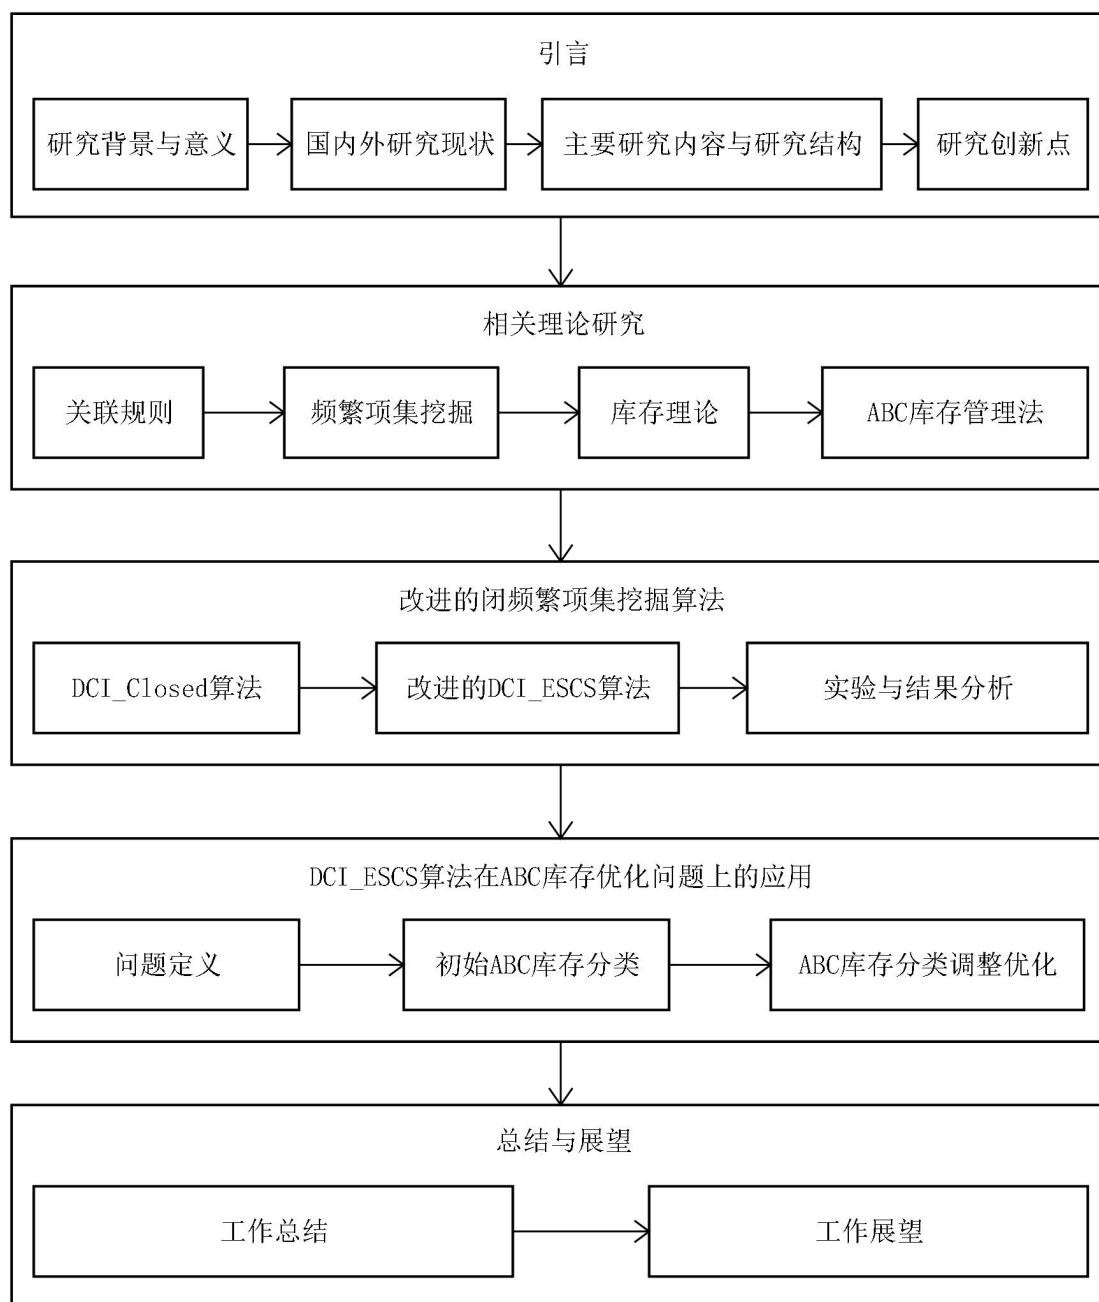 引言
研究背景与意义
国内外研究现状
主要研究内容与研究结构
研究创新点
相关理论研究
关联规则
频繁项集挖掘
库存理论
ABC库存管理法
改进的闭频繁项集挖掘算法
DCI_Closed算法
改进的DCI_ESCS算法
实验与结果分析
DCI_ESCS算法在ABC库存优化问题上的应用
问题定义
初始ABC库存分类
ABC库存分类调整优化
总结与展望
工作总结
工作展望